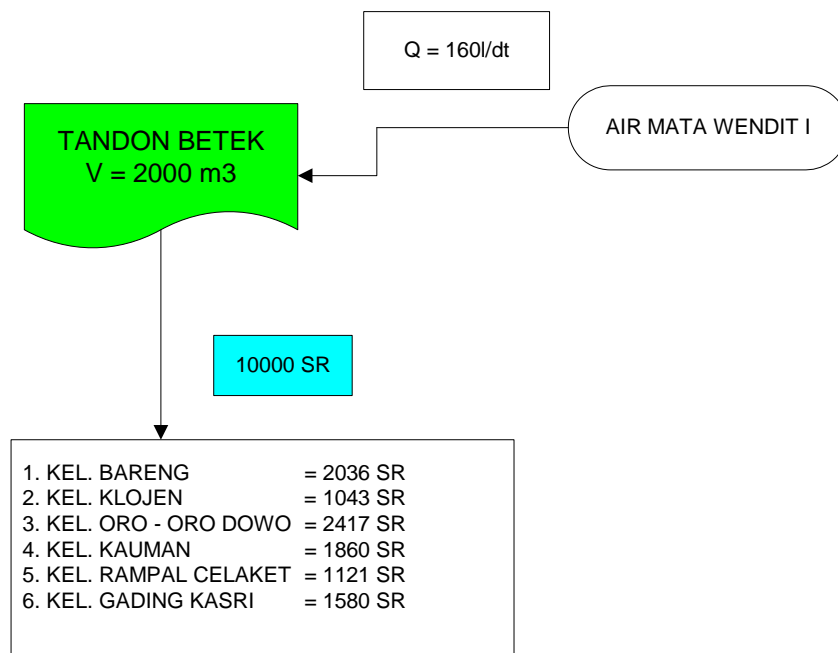 Q = 160l/dt
AIR MATA WENDIT I
TANDON BETEK
V = 2000 m3
10000 SR
1. KEL. BARENG = 2036 SR
2. KEL. KLOJEN = 1043 SR
3. KEL. ORO - ORO DOWO = 2417 SR
4. KEL. KAUMAN = 1860 SR
5. KEL. RAMPAL CELAKET = 1121 SR
6. KEL. GADING KASRI = 1580 SR